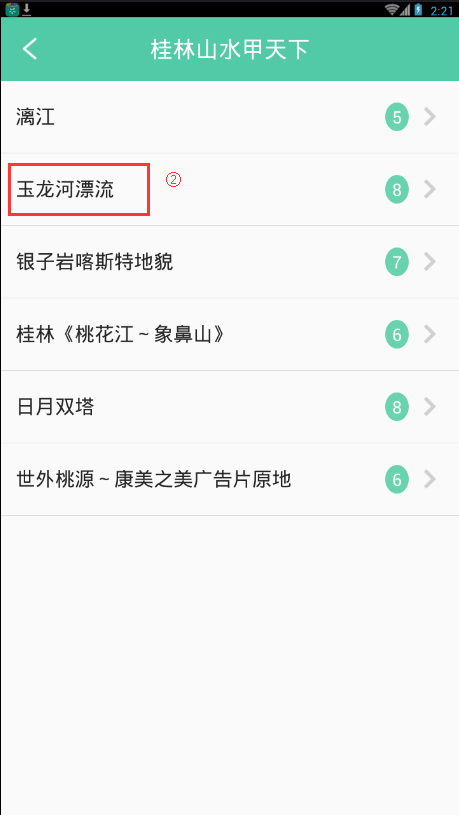 2:21
桂林山水甲天下
漓江 5
玉龙河漂流 ② 8
银子岩喀斯特地貌 7
桂林《桃花江~象鼻山》 6
日月双塔 8
世外桃源~康美之美广告片原地 6